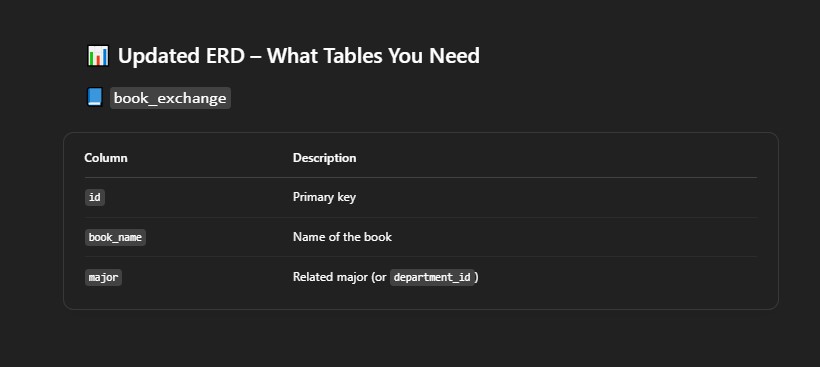 📊 Updated ERD – What Tables You Need
📘 book_exchange
Column Description
id Primary key
book_name Name of the book
major Related major (or department_id)